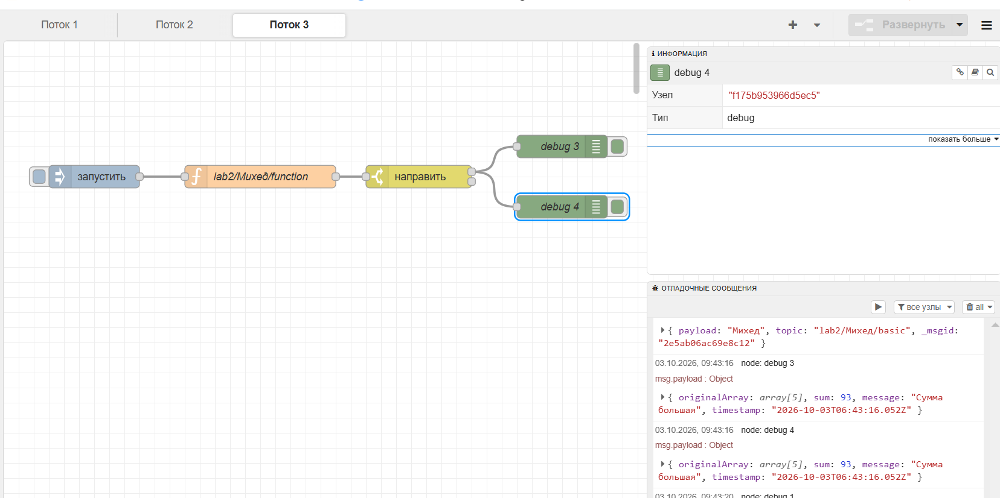 Поток 1
Поток 2
Поток 3
Развернуть
ИНФОРМАЦИЯ
debug 4
Узел "f175b953966d5ec5"
Тип debug
показать больше
запустить
lab2/Михед/function
направить
debug 3
debug 4
ОТЛАДОЧНЫЕ СООБЩЕНИЯ
все узлы
all
{ payload: "Михед", topic: "lab2/Михед/basic", _msgid:
"2e5ab06ac69e8c12" }
03.10.2026, 09:43:16 node: debug 3
msg.payload : Object
{ originalArray: array[5], sum: 93, message: "Сумма
большая", timestamp: "2026-10-03T06:43:16.052Z" }
03.10.2026, 09:43:16 node: debug 4
msg.payload : Object
{ originalArray: array[5], sum: 93, message: "Сумма
большая", timestamp: "2026-10-03T06:43:16.052Z" }
03.10.2026, 09:43:20 node: debug 1